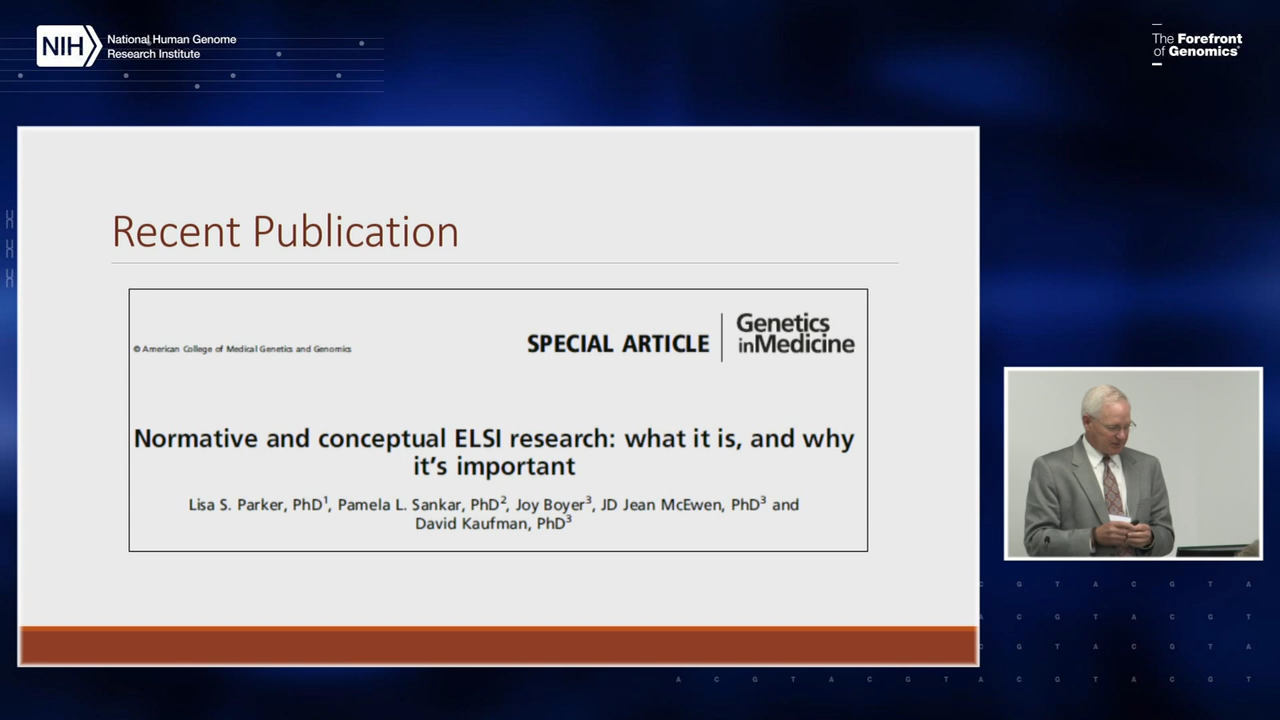 NIH
National Human Genome
Research Institute
The Forefront
of Genomics®
Recent Publication
© American College of Medical Genetics and Genomics
SPECIAL ARTICLE
Genetics
inMedicine
Normative and conceptual ELSI research: what it is, and why
it's important
Lisa S. Parker, PhD1, Pamela L. Sankar, PhD2, Joy Boyer3, JD Jean McEwen, PhD3 and
David Kaufman, PhD3
C G T A C G T A
A C G T A C G T
C G T A C G T A
A C G T A C G T A C G T A C G T